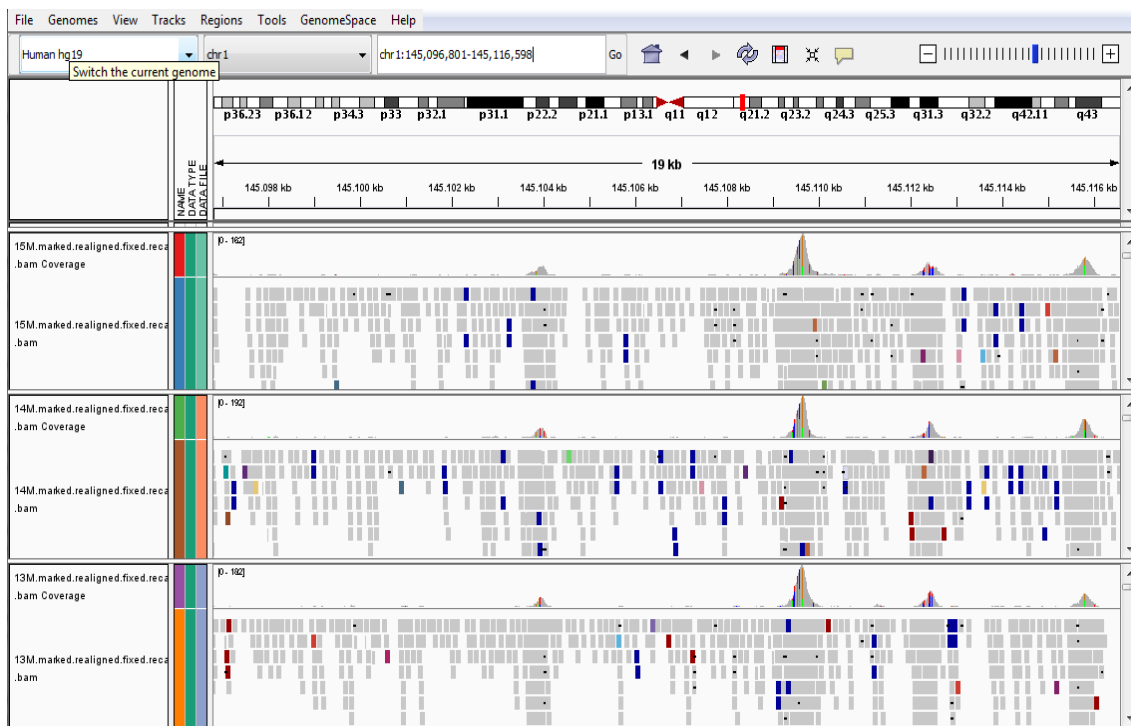 File Genomes View Tracks Regions Tools GenomeSpace Help
Human hg19 chr1 chr1:145,096,801-145,116,598 Go
Switch the current genome
p36.23 p36.12 p34.3 p33 p32.1 p31.1 p22.2 p21.1 p13.1 q11 q12 q21.2 q23.2 q24.3 q25.3 q31.3 q32.2 q42.11 q43
19 kb
NAME
DATA TYPE
DATA FILE
145.098 kb 145.100 kb 145.102 kb 145.104 kb 145.106 kb 145.108 kb 145.110 kb 145.112 kb 145.114 kb 145.116 kb
15M.marked.realigned.fixed.reca
.bam Coverage
[0 - 162]
15M.marked.realigned.fixed.reca
.bam
14M.marked.realigned.fixed.reca
.bam Coverage
[0 - 192]
14M.marked.realigned.fixed.reca
.bam
13M.marked.realigned.fixed.reca
.bam Coverage
[0 - 182]
13M.marked.realigned.fixed.reca
.bam